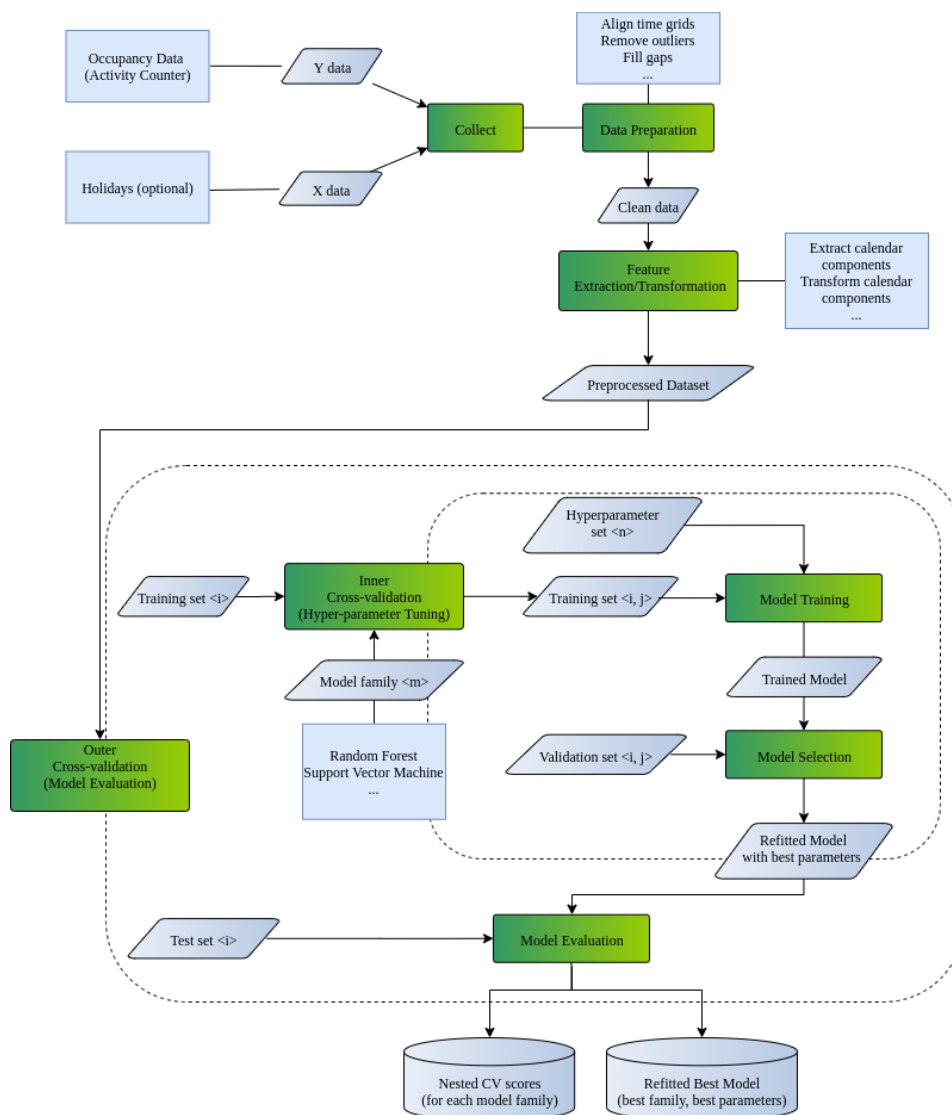 Occupancy Data
(Activity Counter)
Y data
Align time grids
Remove outliers
Fill gaps
...
Collect
Data Preparation
Holidays (optional)
X data
Clean data
Feature
Extraction/Transformation
Extract calendar
components
Transform calendar
components
...
Preprocessed Dataset
Hyperparameter
set <n>
Training set <i>
Inner
Cross-validation
(Hyper-parameter Tuning)
Training set <i, j>
Model Training
Model family <m>
Trained Model
Random Forest
Support Vector Machine
...
Outer
Cross-validation
(Model Evaluation)
Validation set <i, j>
Model Selection
Refitted Model
with best parameters
Test set <i>
Model Evaluation
Nested CV scores
(for each model family)
Refitted Best Model
(best family, best parameters)